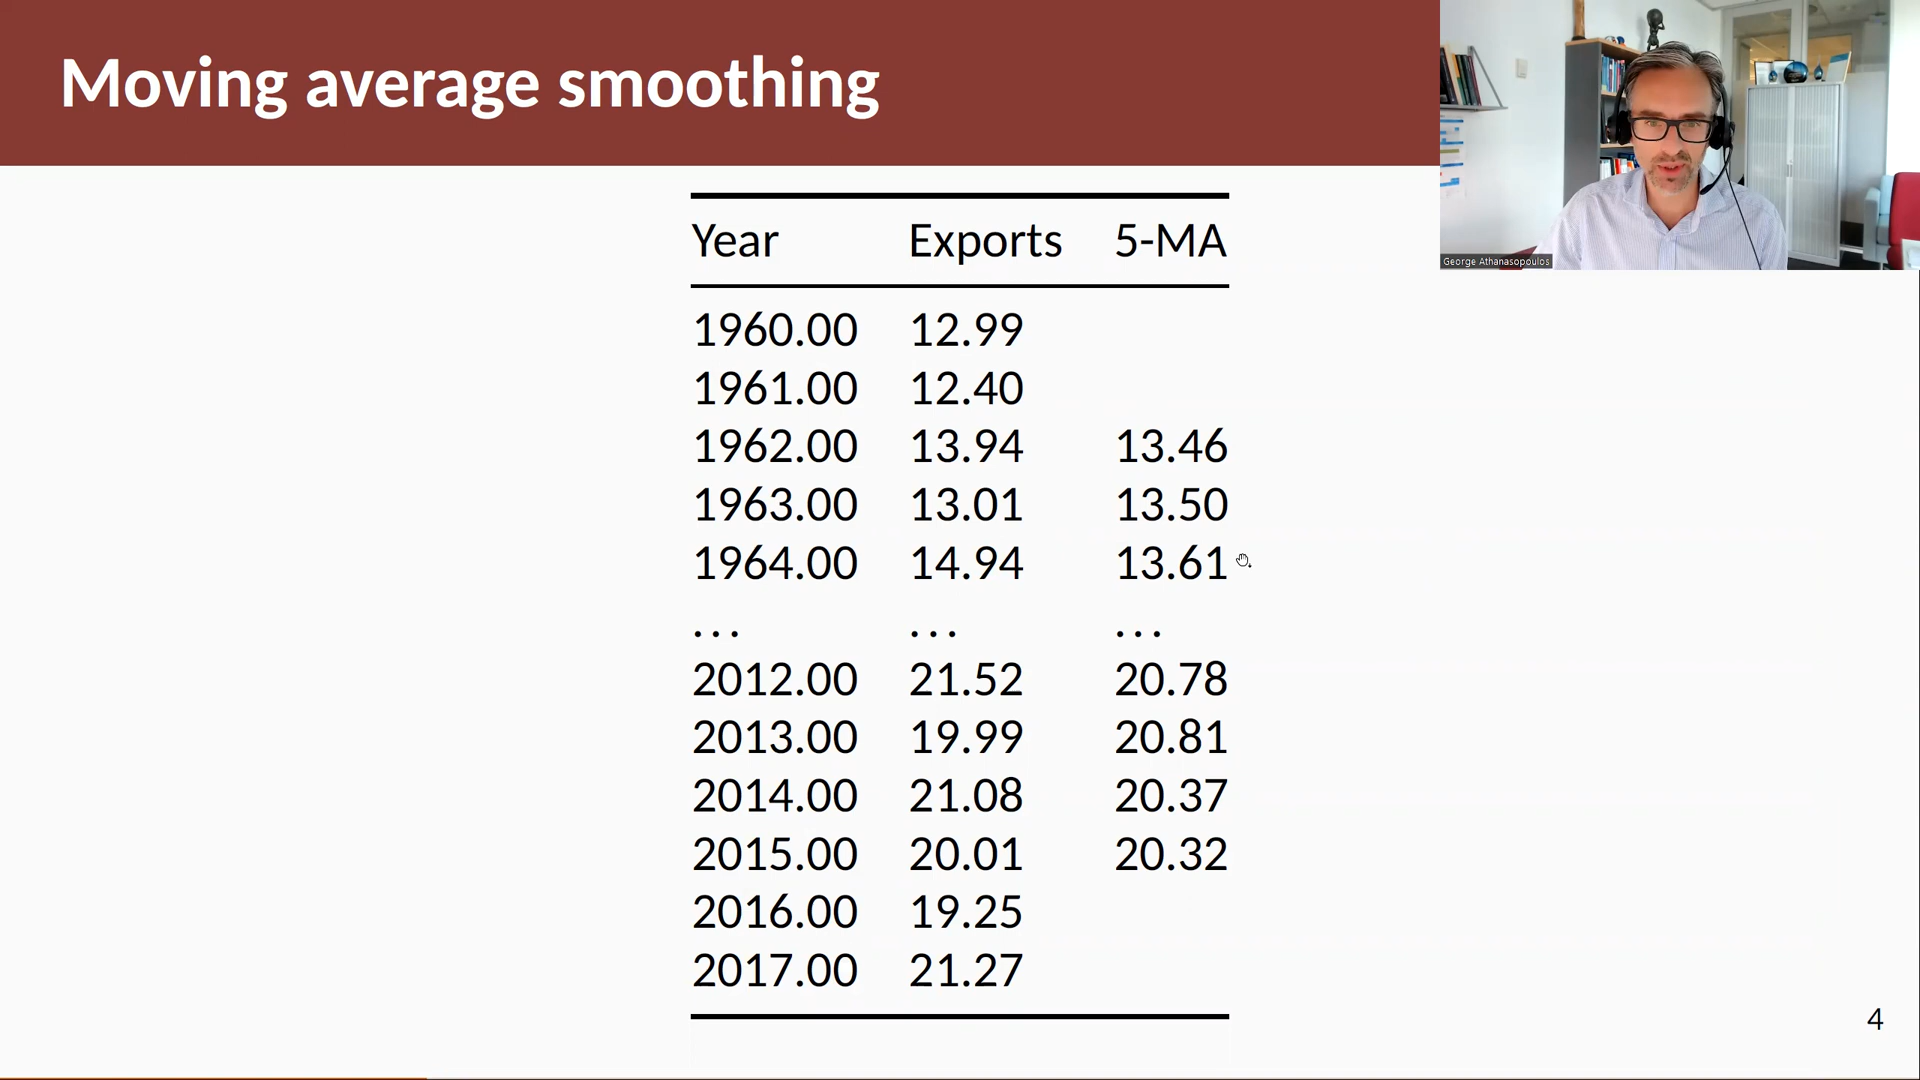 Moving average smoothing
George Athanasopoulos
Year Exports 5-MA
1960.00 12.99
1961.00 12.40
1962.00 13.94 13.46
1963.00 13.01 13.50
1964.00 14.94 13.61
... ... ...
2012.00 21.52 20.78
2013.00 19.99 20.81
2014.00 21.08 20.37
2015.00 20.01 20.32
2016.00 19.25
2017.00 21.27
4